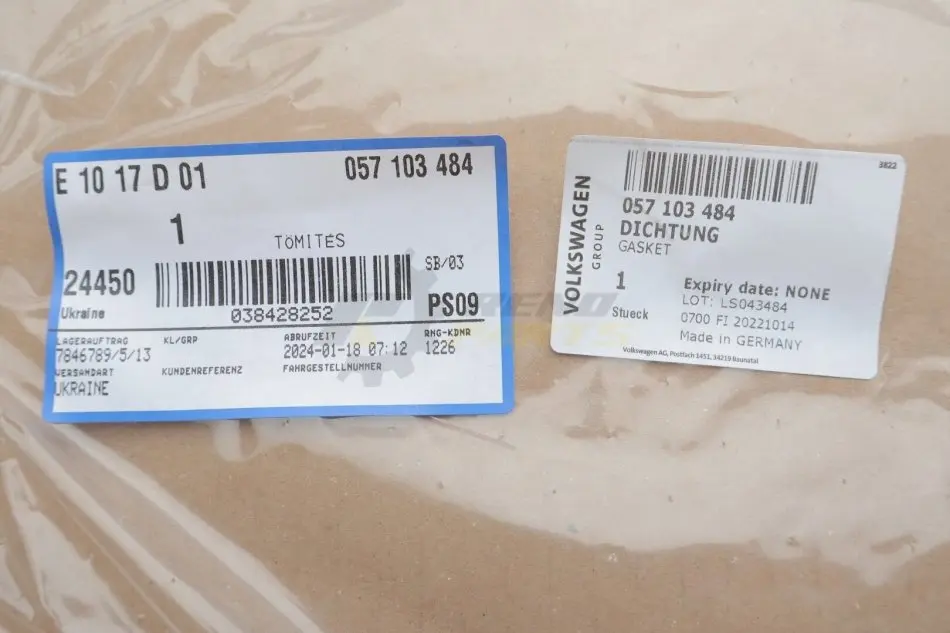 E 10 17 D 01
057 103 484
1
TÖMITÉS
24450
SB/03
Ukraine
038428252
PS09
LAGERAUFTRAG
KL/GRP
ABRUFZEIT
RNG-KDNR
7846789/5/13
2024-01-18 07:12
1226
VERSANDART
KUNDENREFERENZ
FAHRGESTELLNUMMER
UKRAINE
VOLKSWAGEN
GROUP
3822
057 103 484
DICHTUNG
GASKET
1
Stueck
Expiry date: NONE
LOT: LS043484
0700 FI 20221014
Made in GERMANY
Volkswagen AG, Postfach 1451, 34219 Baunatal